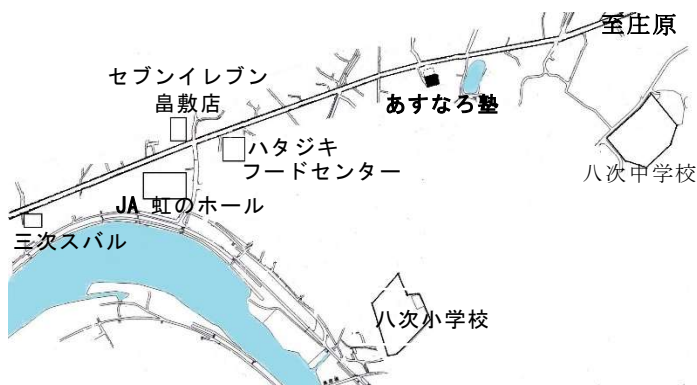 至庄原
セブンイレブン
畠敷店
あすなろ塾
ハタジキ
フードセンター
八次中学校
JA 虹のホール
三次スバル
八次小学校